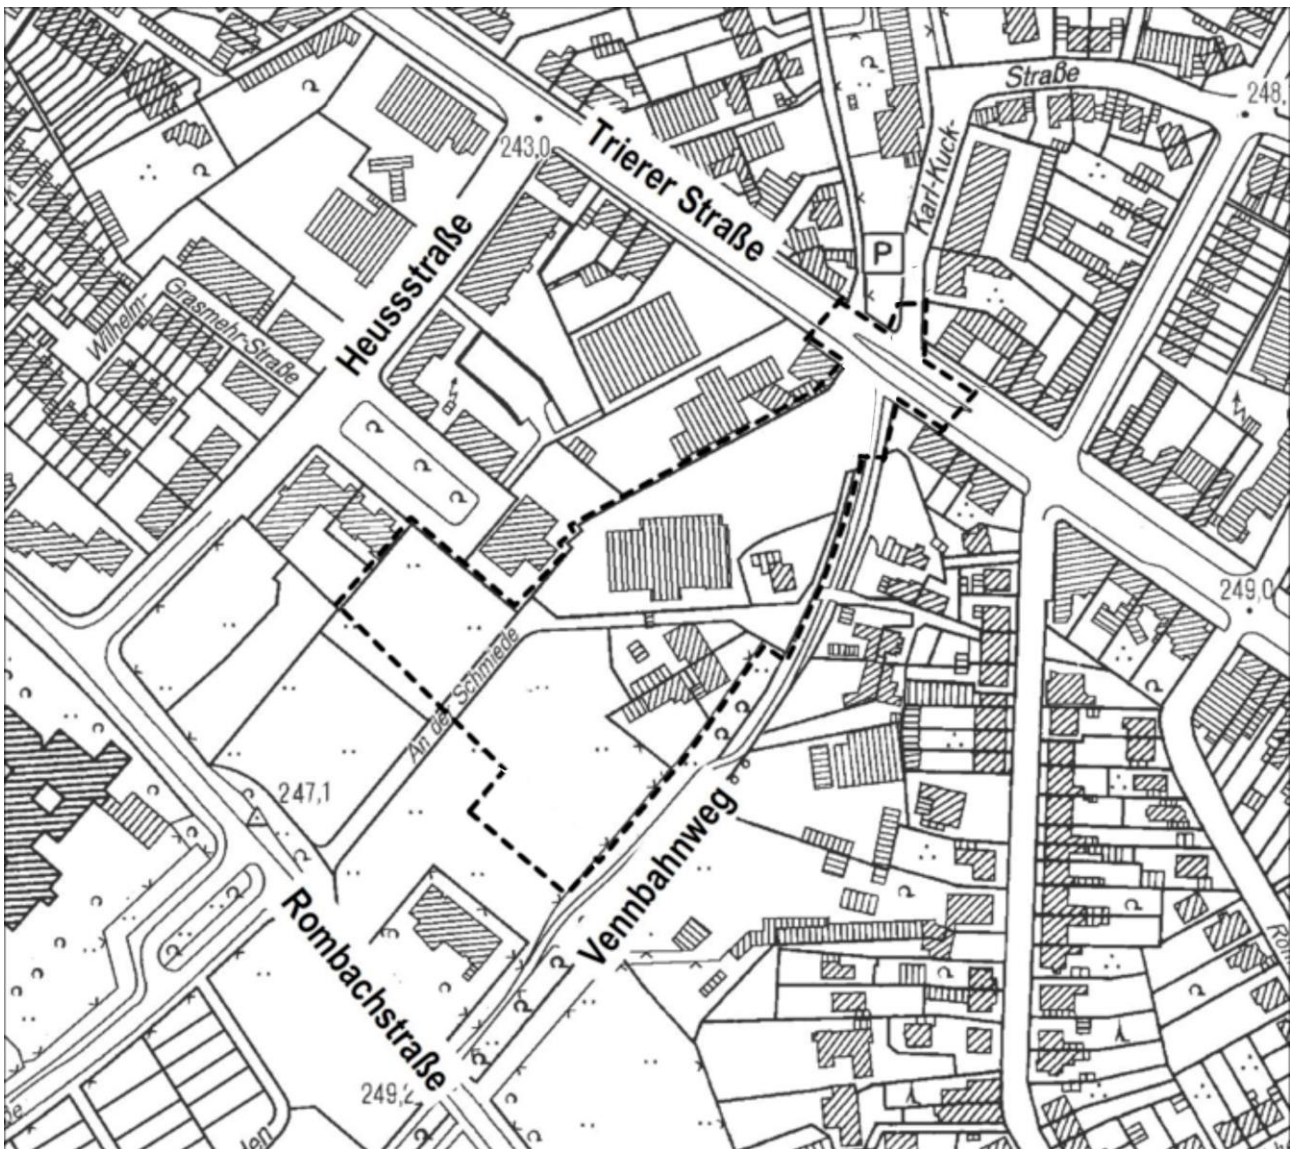 Straße
248,
Karl-Kuck-
Trierer Straße
243,0
P
Heussstraße
Grasmehr-Straße
Wilhelm-
249,0
An der Schmiede
247,1
Vennbahnweg
Rombachstraße
249,2